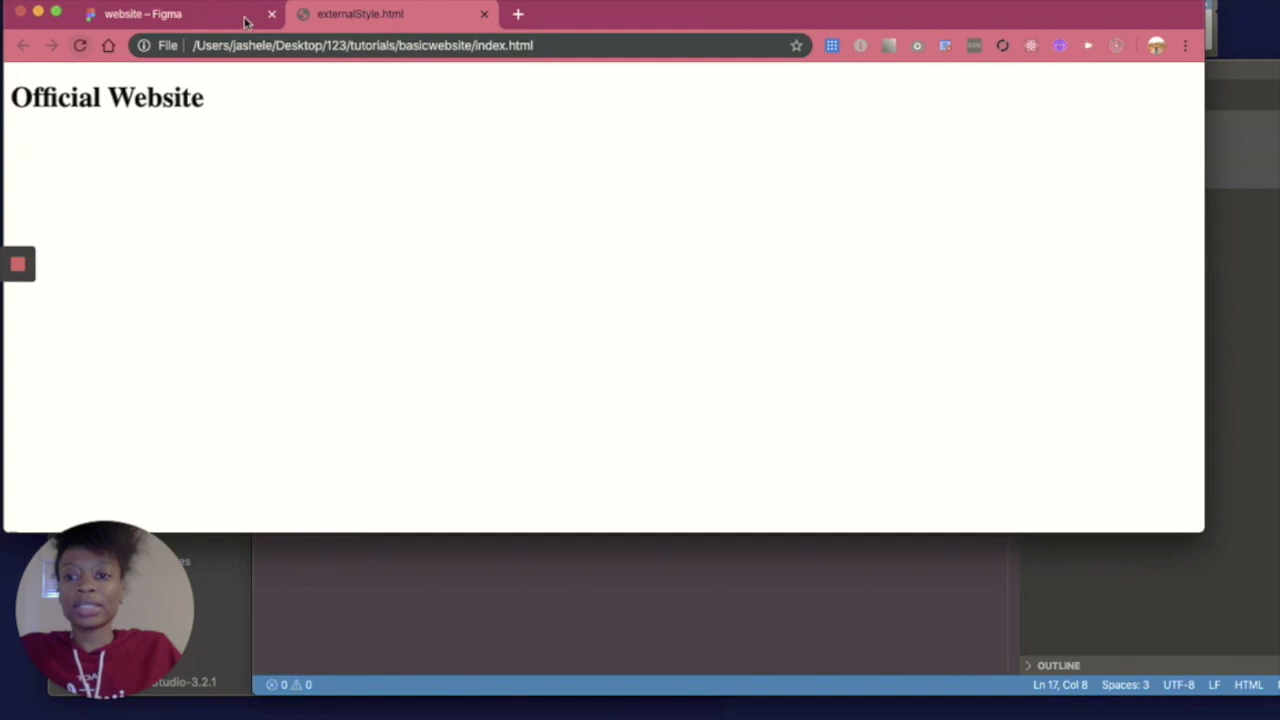 website – Figma
externalStyle.html
File
/Users/jashele/Desktop/123/tutorials/basicwebsite/index.html
Official Website
es
studio-3.2.1
0 0
OUTLINE
Ln 17, Col 8 Spaces: 3 UTF-8 LF HTML